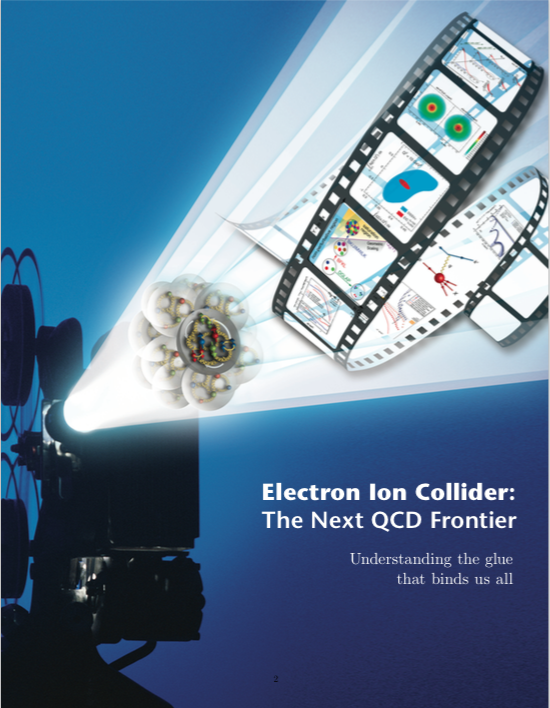 Electron Ion Collider:
The Next QCD Frontier
Understanding the glue
that binds us all
2